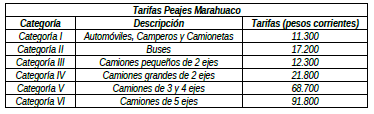 Tarifas Peajes Marahuaco
Categoría Descripción Tarifas (pesos corrientes)
Categoría I Automóviles, Camperos y Camionetas 11.300
Categoría II Buses 17.200
Categoría III Camiones pequeños de 2 ejes 12.300
Categoría IV Camiones grandes de 2 ejes 21.800
Categoría V Camiones de 3 y 4 ejes 68.700
Categoría VI Camiones de 5 ejes 91.800